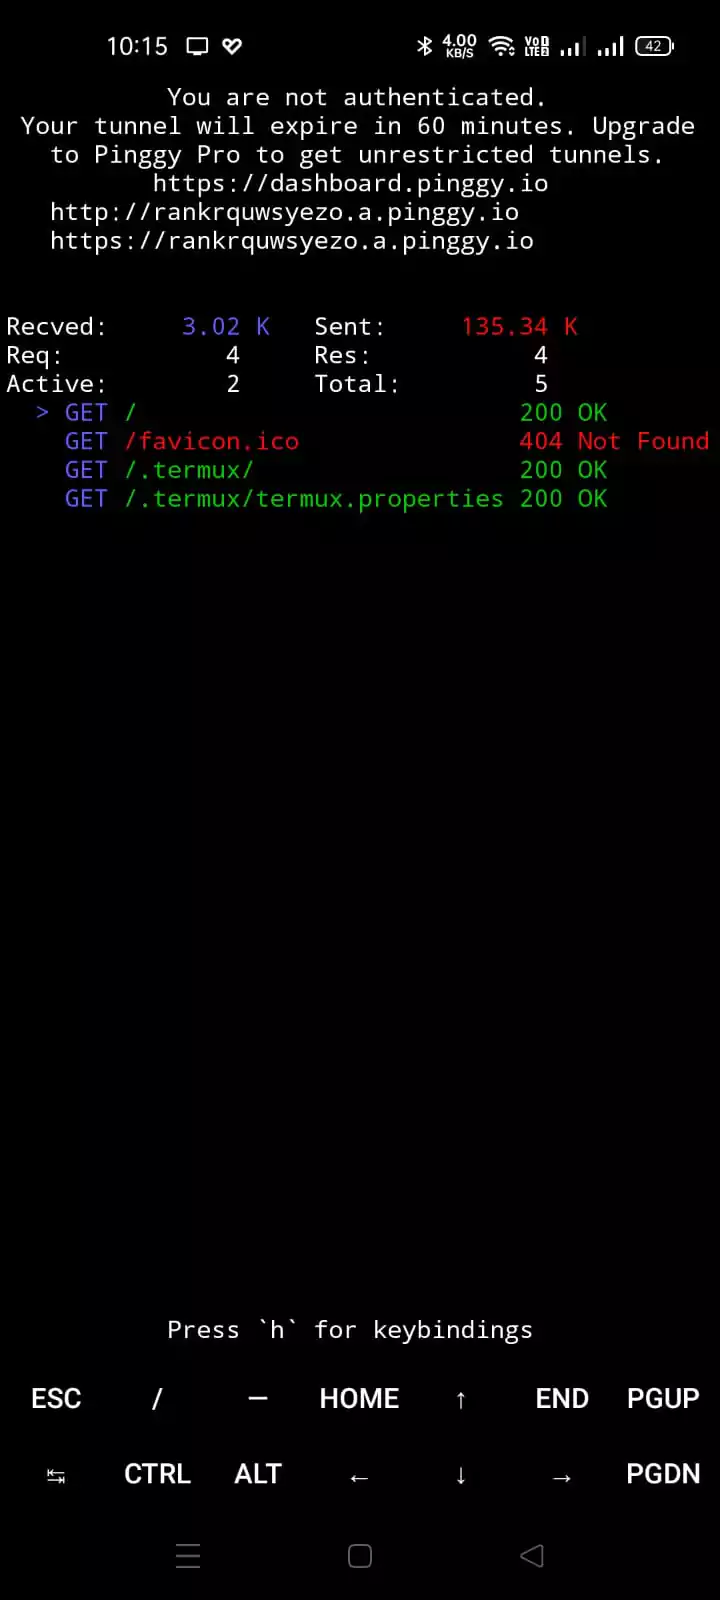 10:15 4.00 KB/S VoD LTE2 42
You are not authenticated.
Your tunnel will expire in 60 minutes. Upgrade
to Pinggy Pro to get unrestricted tunnels.
https://dashboard.pinggy.io
http://rankrquwsyezo.a.pinggy.io
https://rankrquwsyezo.a.pinggy.io
Recved: 3.02 K Sent: 135.34 K
Req: 4 Res: 4
Active: 2 Total: 5
> GET / 200 OK
GET /favicon.ico 404 Not Found
GET /.termux/ 200 OK
GET /.termux/termux.properties 200 OK
Press `h` for keybindings
ESC / — HOME ↑ END PGUP
↹ CTRL ALT ← ↓ → PGDN